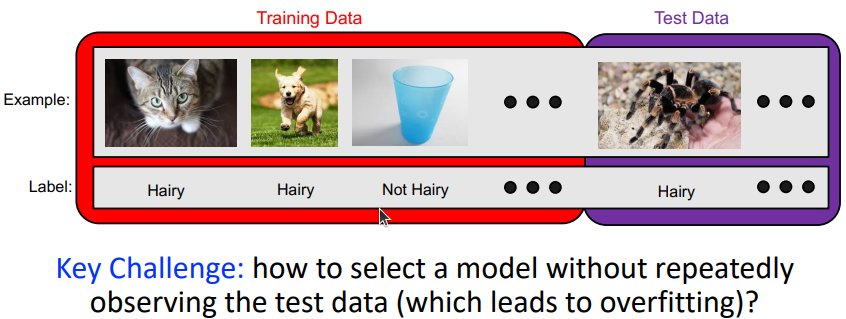 Training Data
Test Data
Example:
Label:
Hairy
Hairy
Not Hairy
Hairy
Key Challenge: how to select a model without repeatedly
observing the test data (which leads to overfitting)?